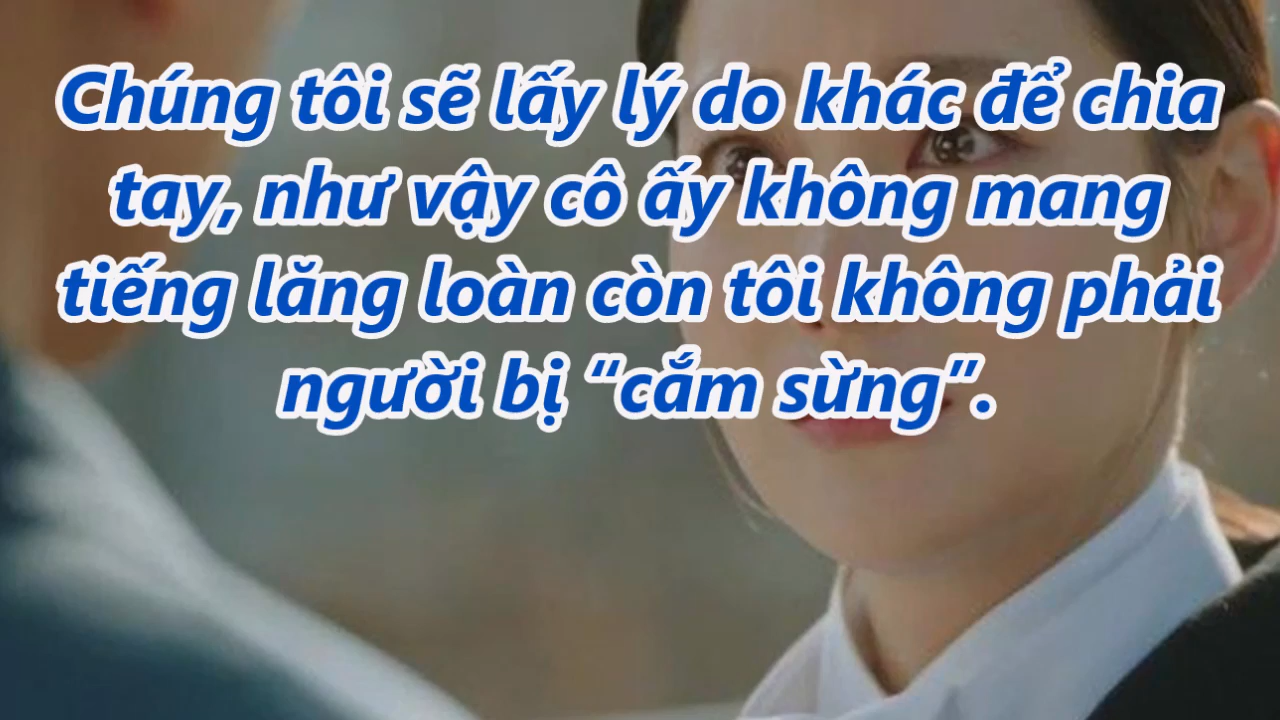 Chúng tôi sẽ lấy lý do khác để chia
tay, như vậy cô ấy không mang
tiếng lăng loàn còn tôi không phải
người bị “cắm sừng”.